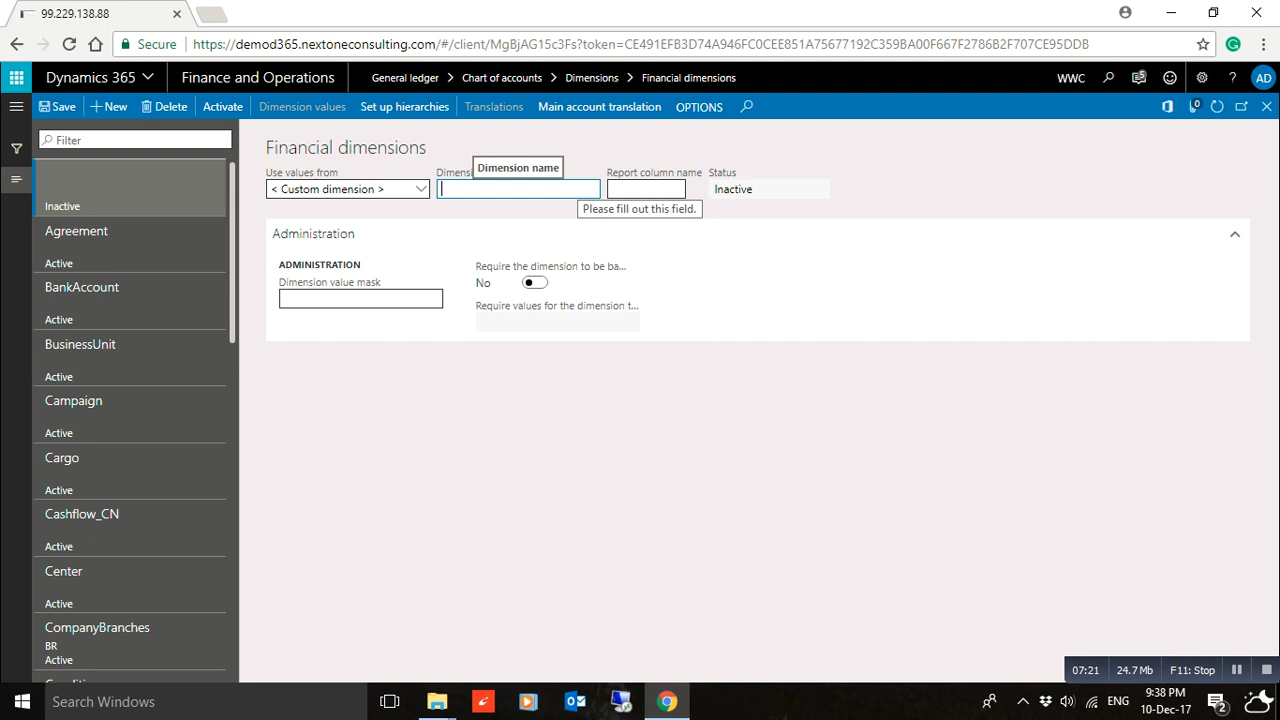 99.229.138.88
Secure
https://demod365.nextoneconsulting.com/#/client/MgBjAG15c3Fs?token=CE491EFB3D74A946FC0CEE851A75677192C359BA00F667F2786B2F707CE95DDB
Dynamics 365 Finance and Operations General ledger Chart of accounts Dimensions Financial dimensions WWC ? AD
Save + New Delete Activate Dimension values Set up hierarchies Translations Main account translation OPTIONS 0
Filter
Inactive
Agreement
Active
BankAccount
Active
BusinessUnit
Active
Campaign
Active
Cargo
Active
Cashflow_CN
Active
Center
Active
CompanyBranches
BR
Active
Financial dimensions
Use values from Dimensi Dimension name Report column name Status
< Custom dimension > Inactive
Please fill out this field.
Administration
ADMINISTRATION
Dimension value mask
Require the dimension to be ba...
No
Require values for the dimension t...
07:21 24.7 Mb F11: Stop
Search Windows
ENG
9:38 PM
10-Dec-17
2